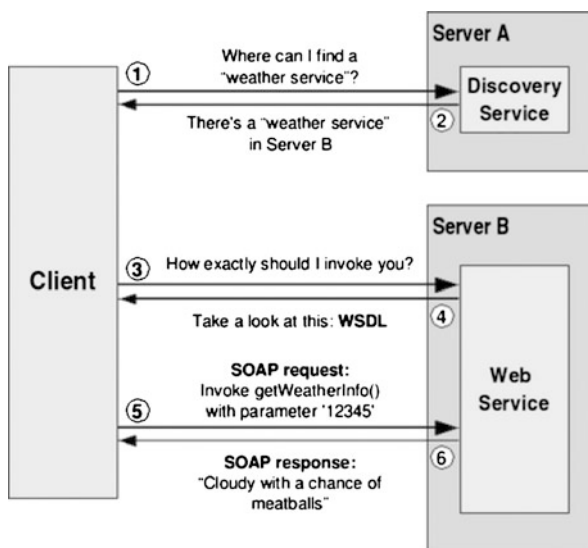 Server A
Where can I find a
"weather service"?
1
Discovery
Service
2
There's a "weather service"
in Server B
Server B
Client
3
How exactly should I invoke you?
4
Take a look at this: WSDL
SOAP request:
Invoke getWeatherInfo()
with parameter '12345'
5
Web
Service
6
SOAP response:
"Cloudy with a chance of
meatballs"